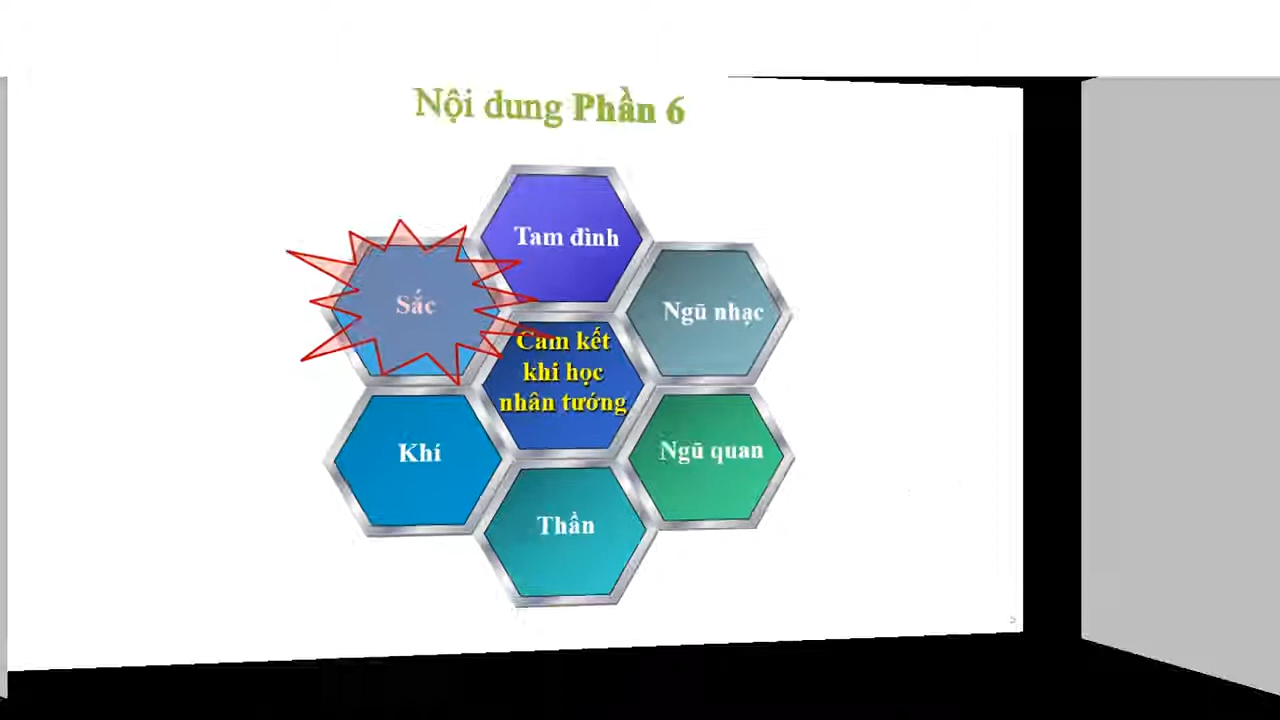 Nội dung Phần 6
Tam đình
Sắc
Ngũ nhạc
Cam kết
khi học
nhân tướng
Khí
Ngũ quan
Thần
5